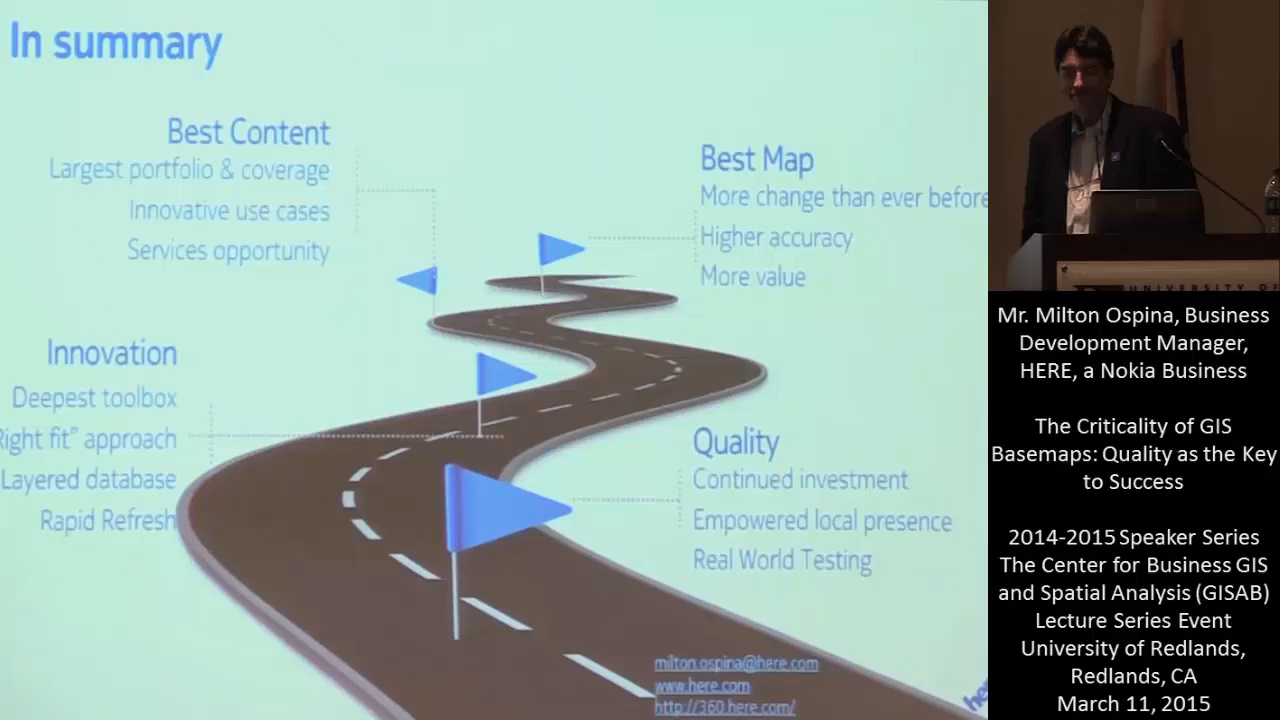 In summary
Best Content
Largest portfolio & coverage
Innovative use cases
Services opportunity
Best Map
More change than ever before
Higher accuracy
More value
Innovation
Deepest toolbox
Right fit" approach
Layered database
Rapid Refresh
Quality
Continued investment
Empowered local presence
Real World Testing
milton.ospina@here.com
www.here.com
http://360.here.com/
here
UNIVERSITY OF
Mr. Milton Ospina, Business
Development Manager,
HERE, a Nokia Business
The Criticality of GIS
Basemaps: Quality as the Key
to Success
2014-2015 Speaker Series
The Center for Business GIS
and Spatial Analysis (GISAB)
Lecture Series Event
University of Redlands,
Redlands, CA
March 11, 2015